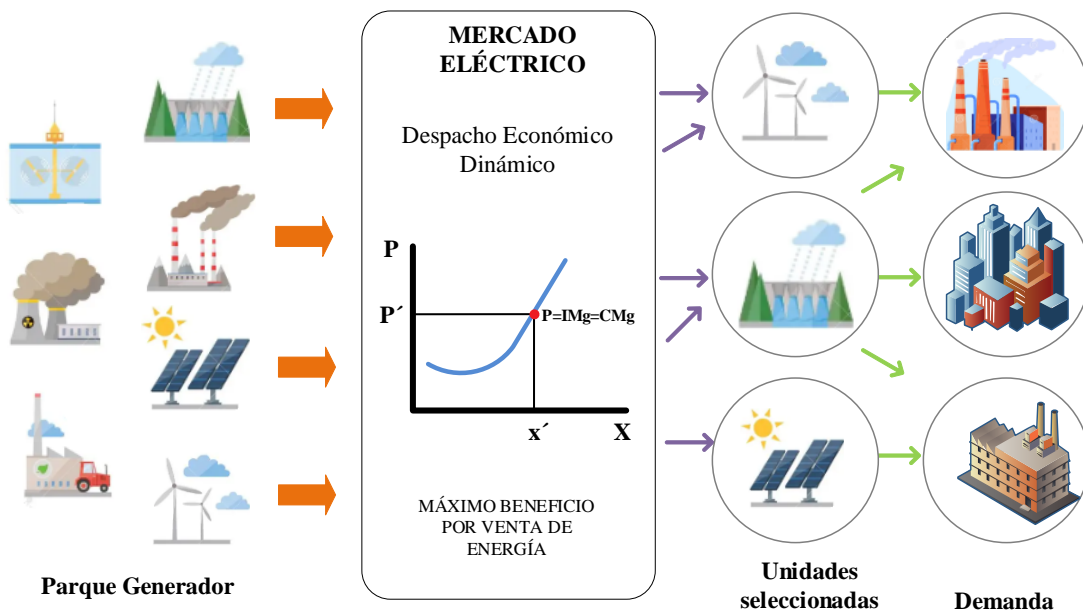 MERCADO
ELÉCTRICO
Despacho Económico
Dinámico
P
P´
P=IMg=CMg
x´
X
MÁXIMO BENEFICIO
POR VENTA DE
ENERGÍA
Parque Generador
Unidades
seleccionadas
Demanda